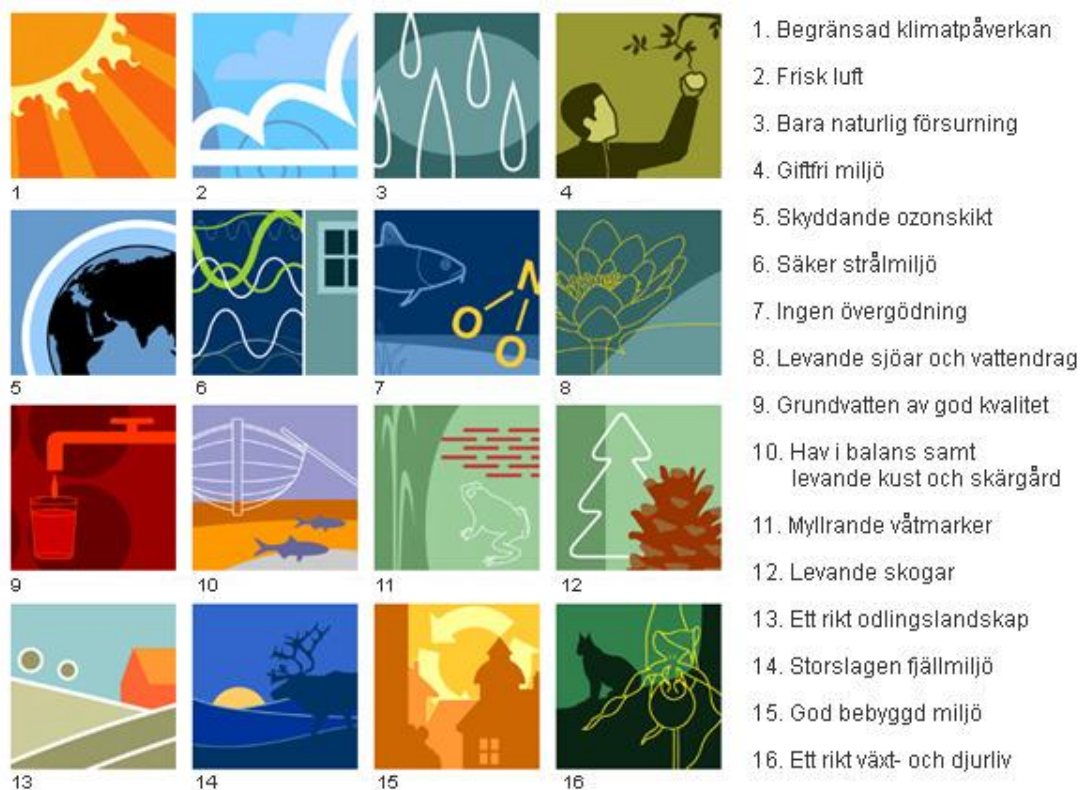 1. Begränsad klimatpåverkan
2. Frisk luft
3. Bara naturlig försurning
4. Giftfri miljö
5. Skyddande ozonskikt
6. Säker strålmiljö
7. Ingen övergödning
8. Levande sjöar och vattendrag
9. Grundvatten av god kvalitet
10. Hav i balans samt
levande kust och skärgård
11. Myllrande våtmarker
12. Levande skogar
13. Ett rikt odlingslandskap
14. Storslagen fjällmiljö
15. God bebyggd miljö
16. Ett rikt växt- och djurliv
1 2 3 4
N
O
O
5 6 7 8
9 10 11 12
13 14 15 16